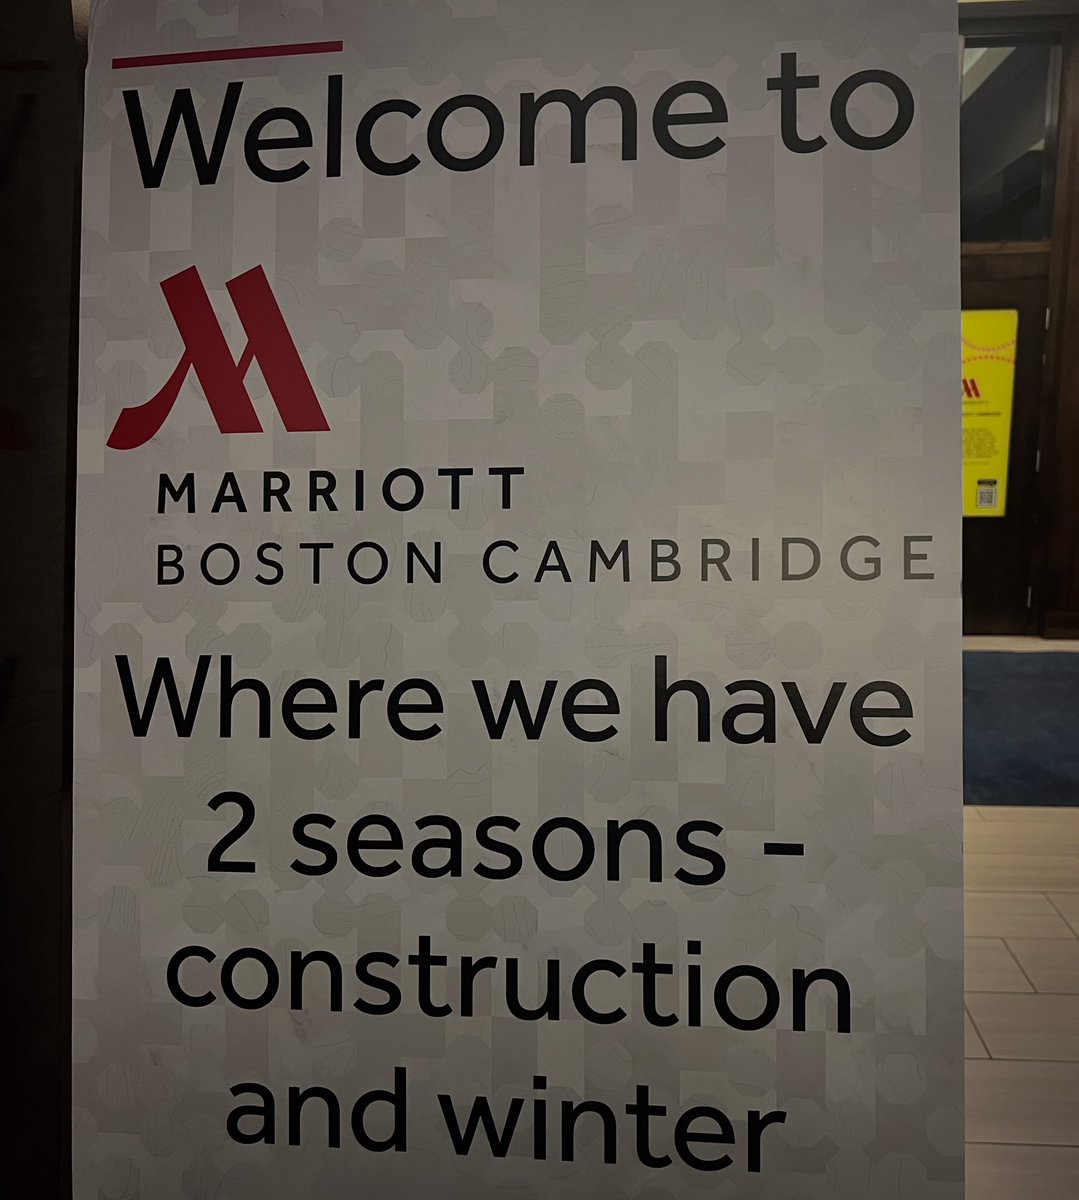 Welcome to
MARRIOTT
BOSTON CAMBRIDGE
Where we have
2 seasons -
construction
and winter